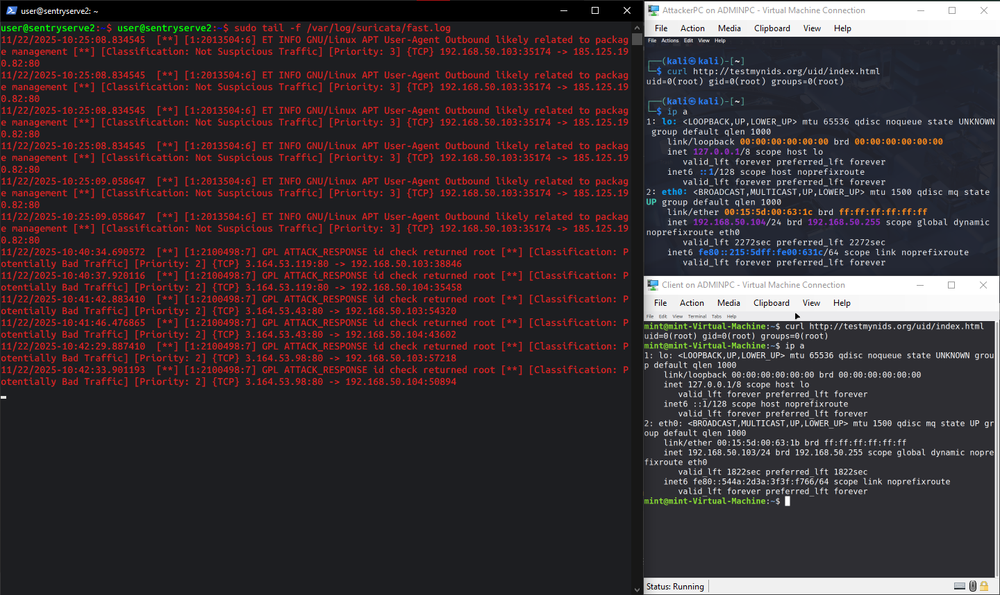 user@sentryserve2: ~
user@sentryserve2:~$ user@sentryserve2:~$ sudo tail -f /var/log/suricata/fast.log
11/22/2025-10:25:08.834545  [**] [1:2013504:6] ET INFO GNU/Linux APT User-Agent Outbound likely related to packag
e management [**] [Classification: Not Suspicious Traffic] [Priority: 3] {TCP} 192.168.50.103:35174 -> 185.125.19
0.82:80
11/22/2025-10:25:08.834545  [**] [1:2013504:6] ET INFO GNU/Linux APT User-Agent Outbound likely related to packag
e management [**] [Classification: Not Suspicious Traffic] [Priority: 3] {TCP} 192.168.50.103:35174 -> 185.125.19
0.82:80
11/22/2025-10:25:08.834545  [**] [1:2013504:6] ET INFO GNU/Linux APT User-Agent Outbound likely related to packag
e management [**] [Classification: Not Suspicious Traffic] [Priority: 3] {TCP} 192.168.50.103:35174 -> 185.125.19
0.82:80
11/22/2025-10:25:08.834545  [**] [1:2013504:6] ET INFO GNU/Linux APT User-Agent Outbound likely related to packag
e management [**] [Classification: Not Suspicious Traffic] [Priority: 3] {TCP} 192.168.50.103:35174 -> 185.125.19
0.82:80
11/22/2025-10:25:09.058647  [**] [1:2013504:6] ET INFO GNU/Linux APT User-Agent Outbound likely related to packag
e management [**] [Classification: Not Suspicious Traffic] [Priority: 3] {TCP} 192.168.50.103:35174 -> 185.125.19
0.82:80
11/22/2025-10:25:09.058647  [**] [1:2013504:6] ET INFO GNU/Linux APT User-Agent Outbound likely related to packag
e management [**] [Classification: Not Suspicious Traffic] [Priority: 3] {TCP} 192.168.50.103:35174 -> 185.125.19
0.82:80
11/22/2025-10:40:34.690572  [**] [1:2100498:7] GPL ATTACK_RESPONSE id check returned root [**] [Classification: P
otentially Bad Traffic] [Priority: 2] {TCP} 3.164.53.119:80 -> 192.168.50.103:38846
11/22/2025-10:40:37.920116  [**] [1:2100498:7] GPL ATTACK_RESPONSE id check returned root [**] [Classification: P
otentially Bad Traffic] [Priority: 2] {TCP} 3.164.53.119:80 -> 192.168.50.104:35458
11/22/2025-10:41:42.883410  [**] [1:2100498:7] GPL ATTACK_RESPONSE id check returned root [**] [Classification: P
otentially Bad Traffic] [Priority: 2] {TCP} 3.164.53.43:80 -> 192.168.50.103:54320
11/22/2025-10:41:46.476865  [**] [1:2100498:7] GPL ATTACK_RESPONSE id check returned root [**] [Classification: P
otentially Bad Traffic] [Priority: 2] {TCP} 3.164.53.43:80 -> 192.168.50.104:43602
11/22/2025-10:42:29.887410  [**] [1:2100498:7] GPL ATTACK_RESPONSE id check returned root [**] [Classification: P
otentially Bad Traffic] [Priority: 2] {TCP} 3.164.53.98:80 -> 192.168.50.103:57218
11/22/2025-10:42:33.901193  [**] [1:2100498:7] GPL ATTACK_RESPONSE id check returned root [**] [Classification: P
otentially Bad Traffic] [Priority: 2] {TCP} 3.164.53.98:80 -> 192.168.50.104:50894
AttackerPC on ADMINPC - Virtual Machine Connection
File Action Media Clipboard View Help
File Actions Edit View Help
┌──(kali㉿kali)-[~]
└─$ curl http://testmynids.org/uid/index.html
uid=0(root) gid=0(root) groups=0(root)
┌──(kali㉿kali)-[~]
└─$ ip a
1: lo: <LOOPBACK,UP,LOWER_UP> mtu 65536 qdisc noqueue state UNKNOWN
 group default qlen 1000
    link/loopback 00:00:00:00:00:00 brd 00:00:00:00:00:00
    inet 127.0.0.1/8 scope host lo
       valid_lft forever preferred_lft forever
    inet6 ::1/128 scope host noprefixroute
       valid_lft forever preferred_lft forever
2: eth0: <BROADCAST,MULTICAST,UP,LOWER_UP> mtu 1500 qdisc mq state
UP group default qlen 1000
    link/ether 00:15:5d:00:63:1c brd ff:ff:ff:ff:ff:ff
    inet 192.168.50.104/24 brd 192.168.50.255 scope global dynamic
noprefixroute eth0
       valid_lft 2272sec preferred_lft 2272sec
    inet6 fe80::215:5dff:fe00:631c/64 scope link noprefixroute
       valid_lft forever preferred_lft forever
Client on ADMINPC - Virtual Machine Connection
File Action Media Clipboard View Help
File Edit View Terminal Tabs Help
mint@mint-Virtual-Machine:~$ curl http://testmynids.org/uid/index.html
uid=0(root) gid=0(root) groups=0(root)
mint@mint-Virtual-Machine:~$ ip a
1: lo: <LOOPBACK,UP,LOWER_UP> mtu 65536 qdisc noqueue state UNKNOWN grou
p default qlen 1000
    link/loopback 00:00:00:00:00:00 brd 00:00:00:00:00:00
    inet 127.0.0.1/8 scope host lo
       valid_lft forever preferred_lft forever
    inet6 ::1/128 scope host noprefixroute
       valid_lft forever preferred_lft forever
2: eth0: <BROADCAST,MULTICAST,UP,LOWER_UP> mtu 1500 qdisc mq state UP gr
oup default qlen 1000
    link/ether 00:15:5d:00:63:1b brd ff:ff:ff:ff:ff:ff
    inet 192.168.50.103/24 brd 192.168.50.255 scope global dynamic nopre
fixroute eth0
       valid_lft 1822sec preferred_lft 1822sec
    inet6 fe80::544a:2d3a:3f3f:f766/64 scope link noprefixroute
       valid_lft forever preferred_lft forever
mint@mint-Virtual-Machine:~$
Status: Running